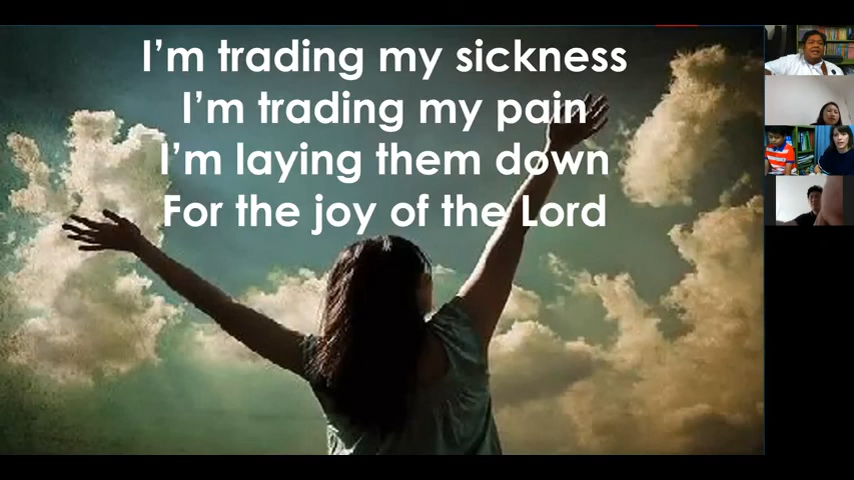 I'm trading my sickness
I'm trading my pain
I'm laying them down
For the joy of the Lord